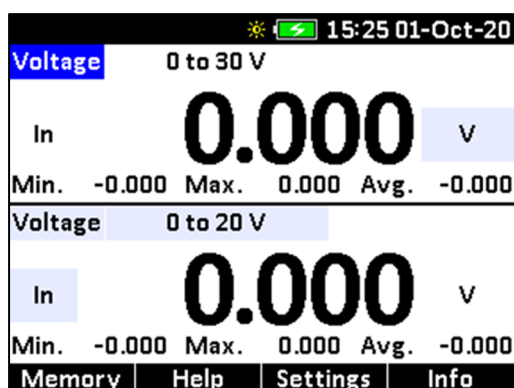 15:25 01-Oct-20
Voltage 0 to 30 V
In 0.000 V
Min. -0.000 Max. 0.000 Avg. -0.000
Voltage 0 to 20 V
In 0.000 V
Min. -0.000 Max. 0.000 Avg. -0.000
Memory Help Settings Info